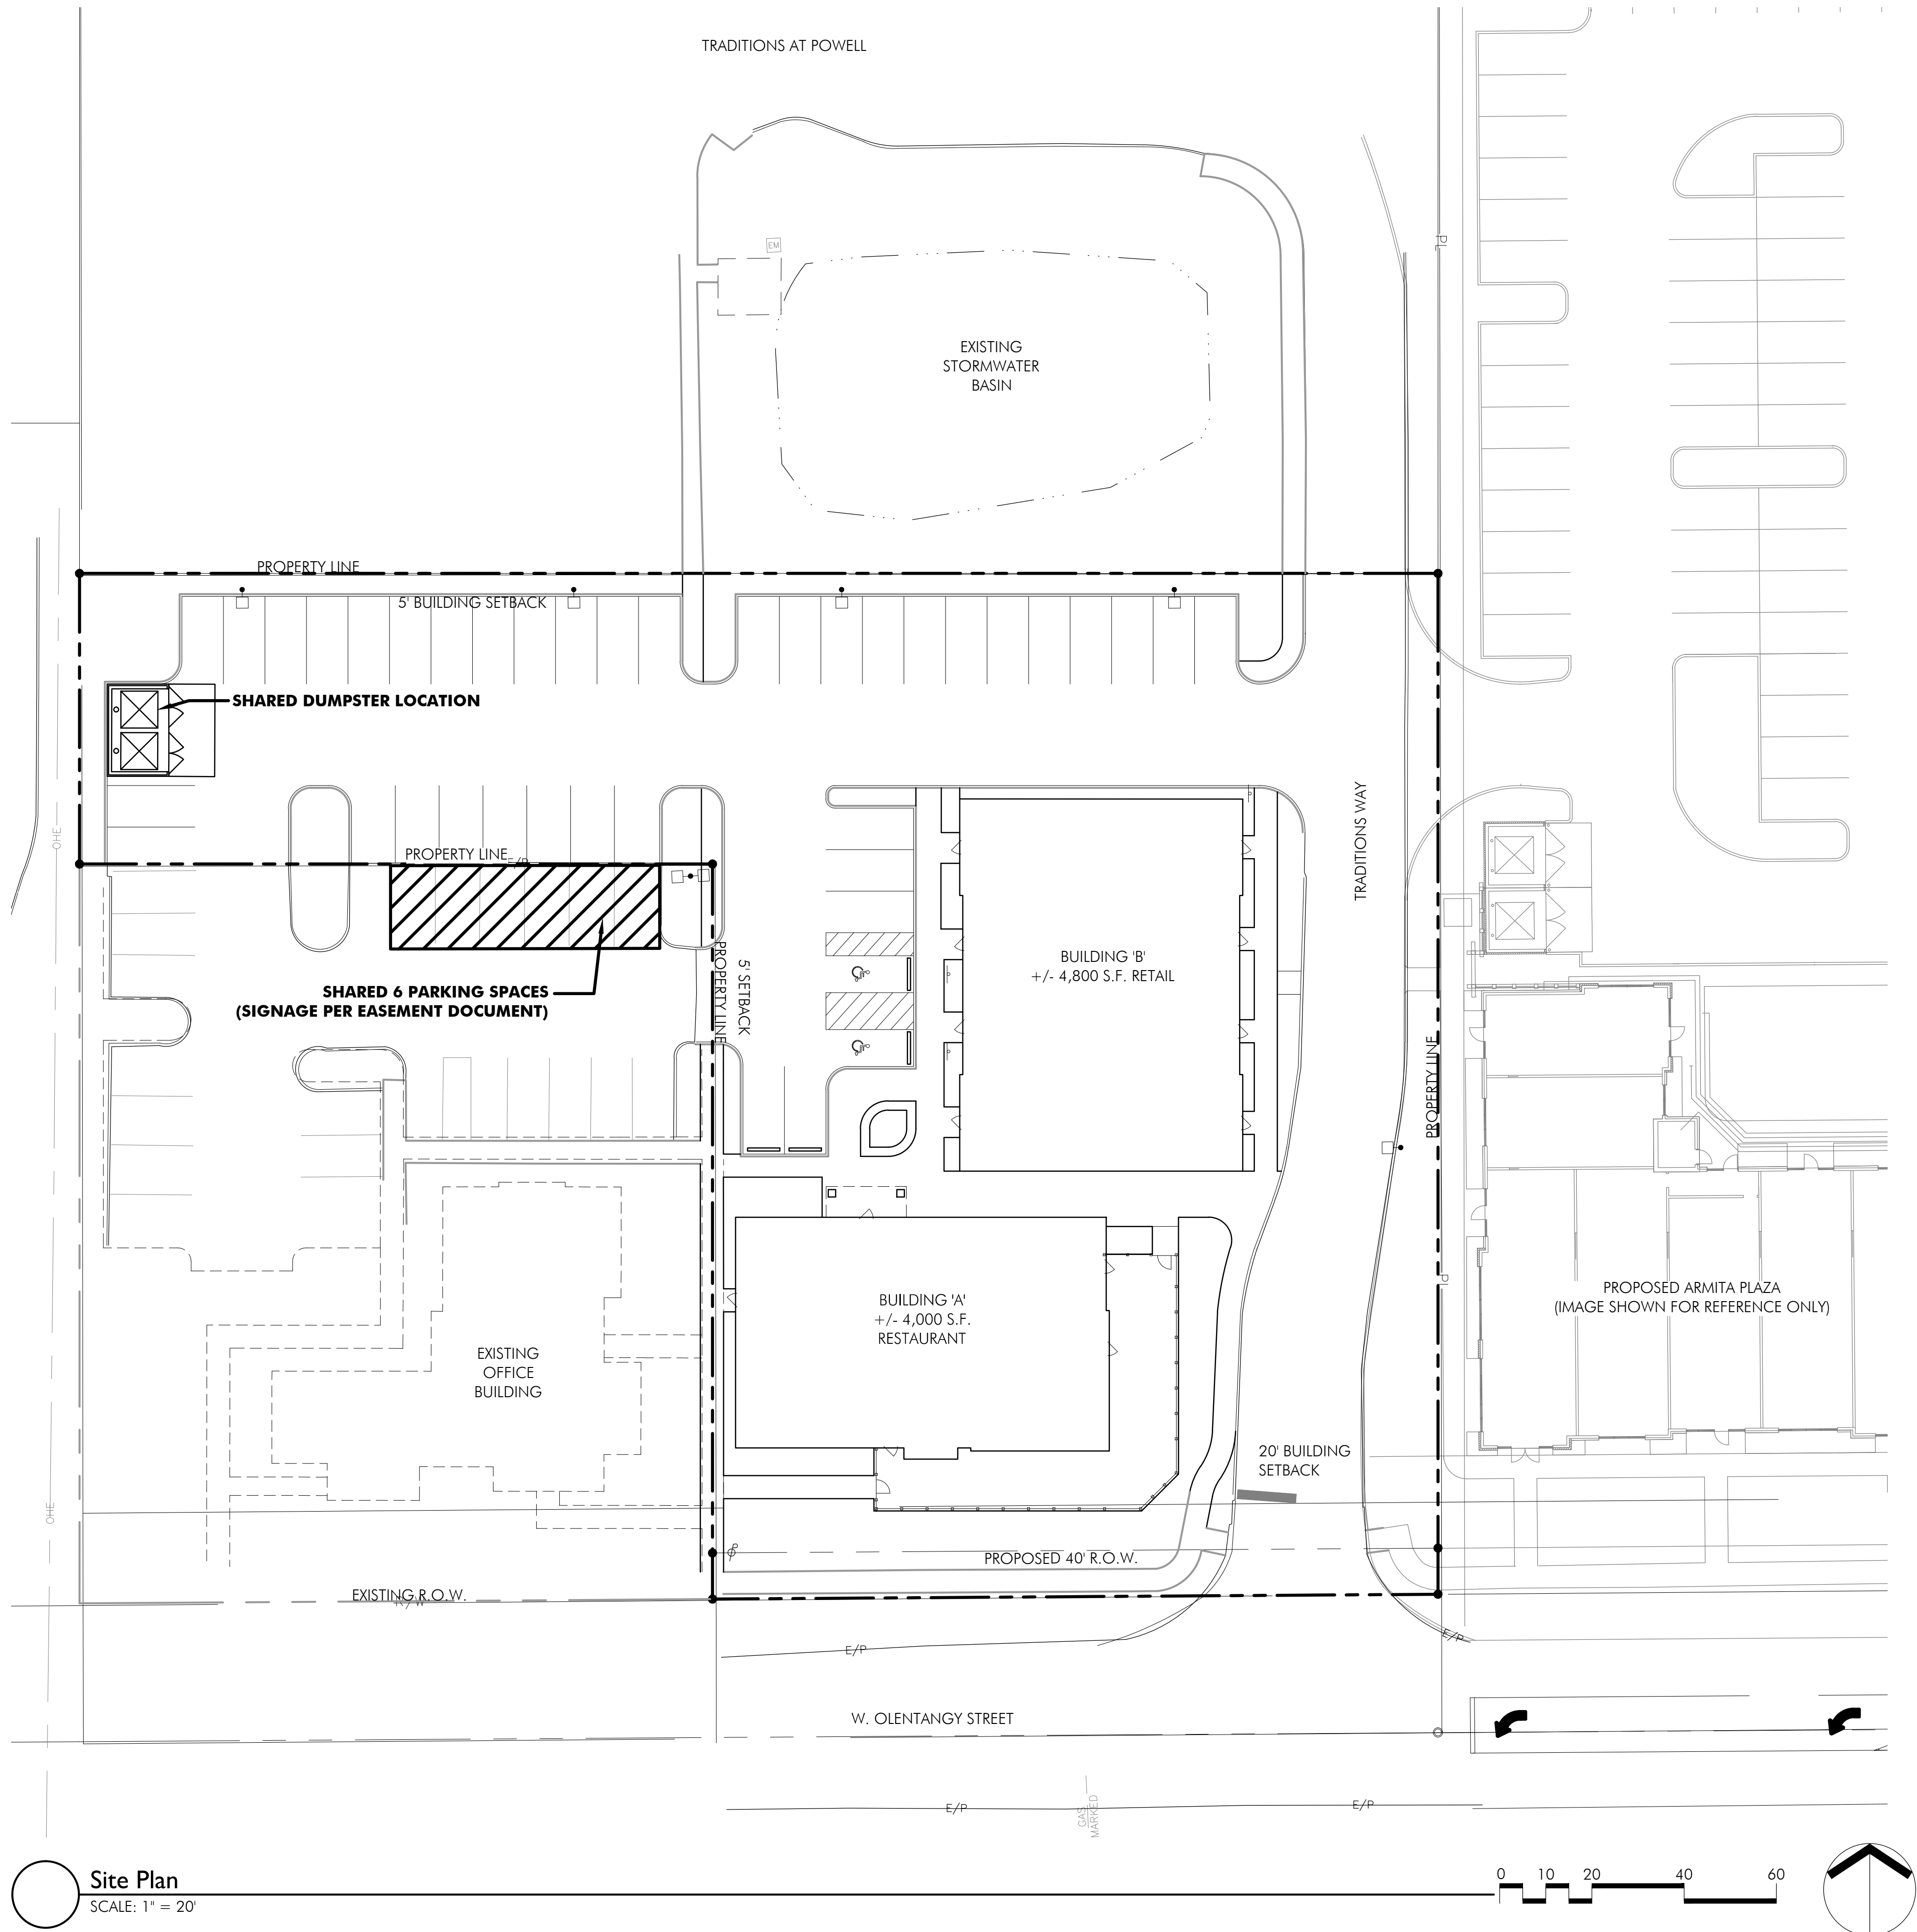 TRADITIONS AT POWELL
EM
PL
EXISTING
STORMWATER
BASIN
PROPERTY LINE
5' BUILDING SETBACK
SHARED DUMPSTER LOCATION
OHE
TRADITIONS WAY
P
PROPERTY LINE
E/P
PROPERTY LINE
5' SETBACK
BUILDING 'B'
+/- 4,800 S.F. RETAIL
SHARED 6 PARKING SPACES
(SIGNAGE PER EASEMENT DOCUMENT)
P
P
PROPERTY LINE
PL
PROPOSED ARMITA PLAZA
(IMAGE SHOWN FOR REFERENCE ONLY)
BUILDING 'A'
+/- 4,000 S.F.
RESTAURANT
EXISTING
OFFICE
BUILDING
20' BUILDING
SETBACK
OHE
P
PROPOSED 40' R.O.W.
EXISTING R.O.W.
R/W
E/P
E/P
W. OLENTANGY STREET
E/P
GAS
MARKED
E/P
Site Plan
SCALE: 1" = 20'
0 10 20 40 60